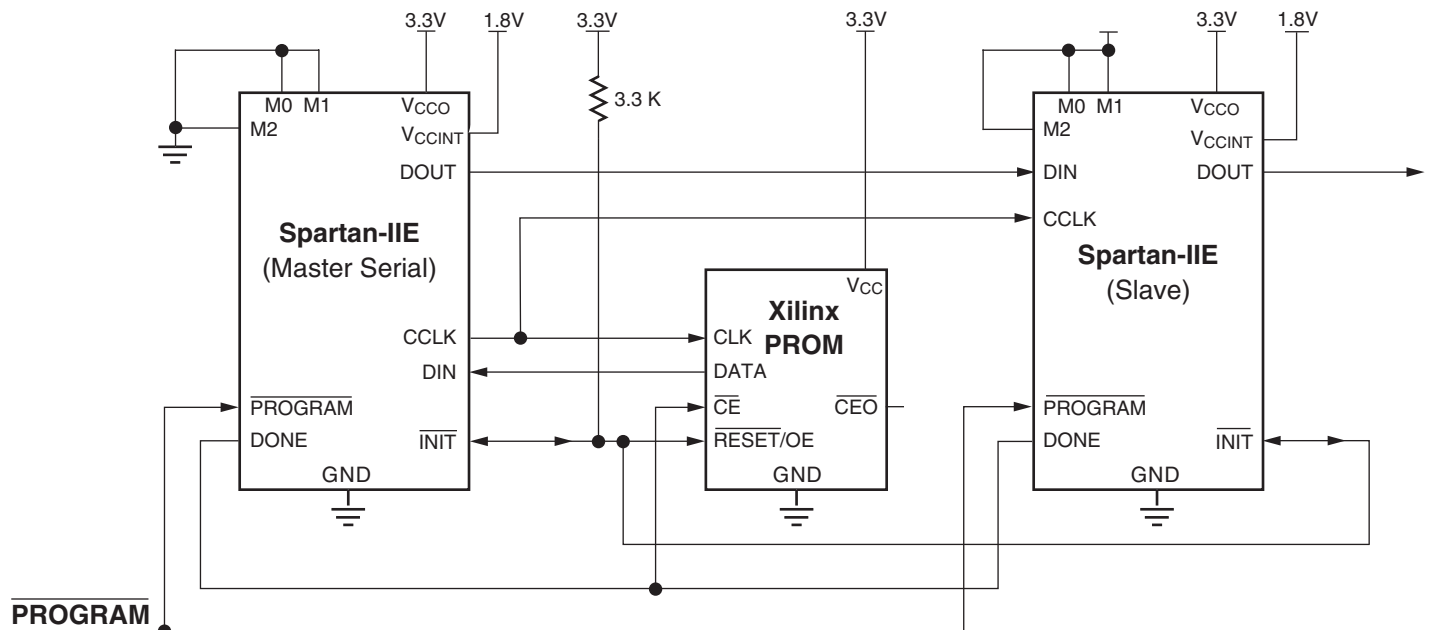 3.3V 1.8V 3.3V 3.3V 3.3V 1.8V
M0 M1 VCCO
M2
VCCINT
DOUT
Spartan-IIE
(Master Serial)
CCLK
DIN
PROGRAM
DONE INIT
GND
3.3 K
VCC
Xilinx
PROM
CLK
DATA
CE CEO
RESET/OE
GND
M0 M1 VCCO
M2
VCCINT
DIN DOUT
CCLK
Spartan-IIE
(Slave)
PROGRAM
DONE INIT
GND
PROGRAM